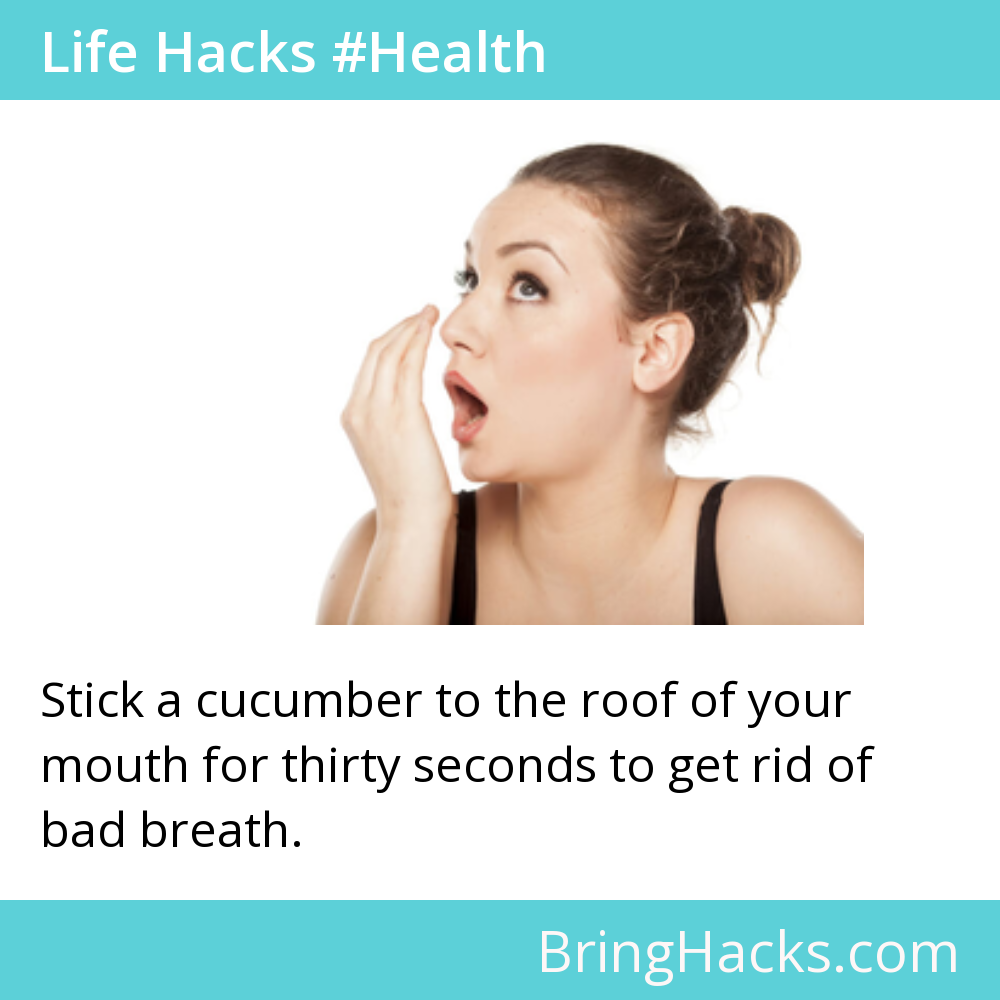 Life Hacks #Health
Stick a cucumber to the roof of your
mouth for thirty seconds to get rid of
bad breath.
BringHacks.com